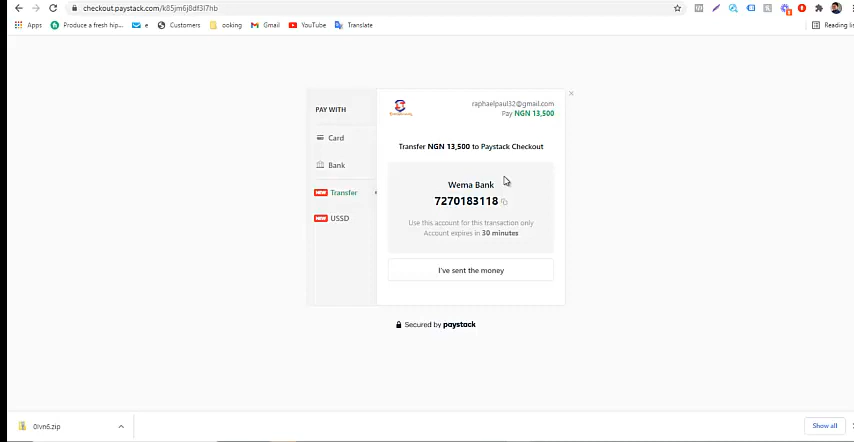 checkout.paystack.com/k85jm6j8df3l7hb
Apps Produce a fresh hip... e Customers ooking Gmail YouTube Translate Reading lis
PAY WITH
raphaelpaul32@gmail.com
Pay NGN 13,500
Card
Transfer NGN 13,500 to Paystack Checkout
Bank
Wema Bank
NEW Transfer
7270183118
NEW USSD
Use this account for this transaction only
Account expires in 30 minutes
I've sent the money
Secured by paystack
0lvn6.zip
Show all